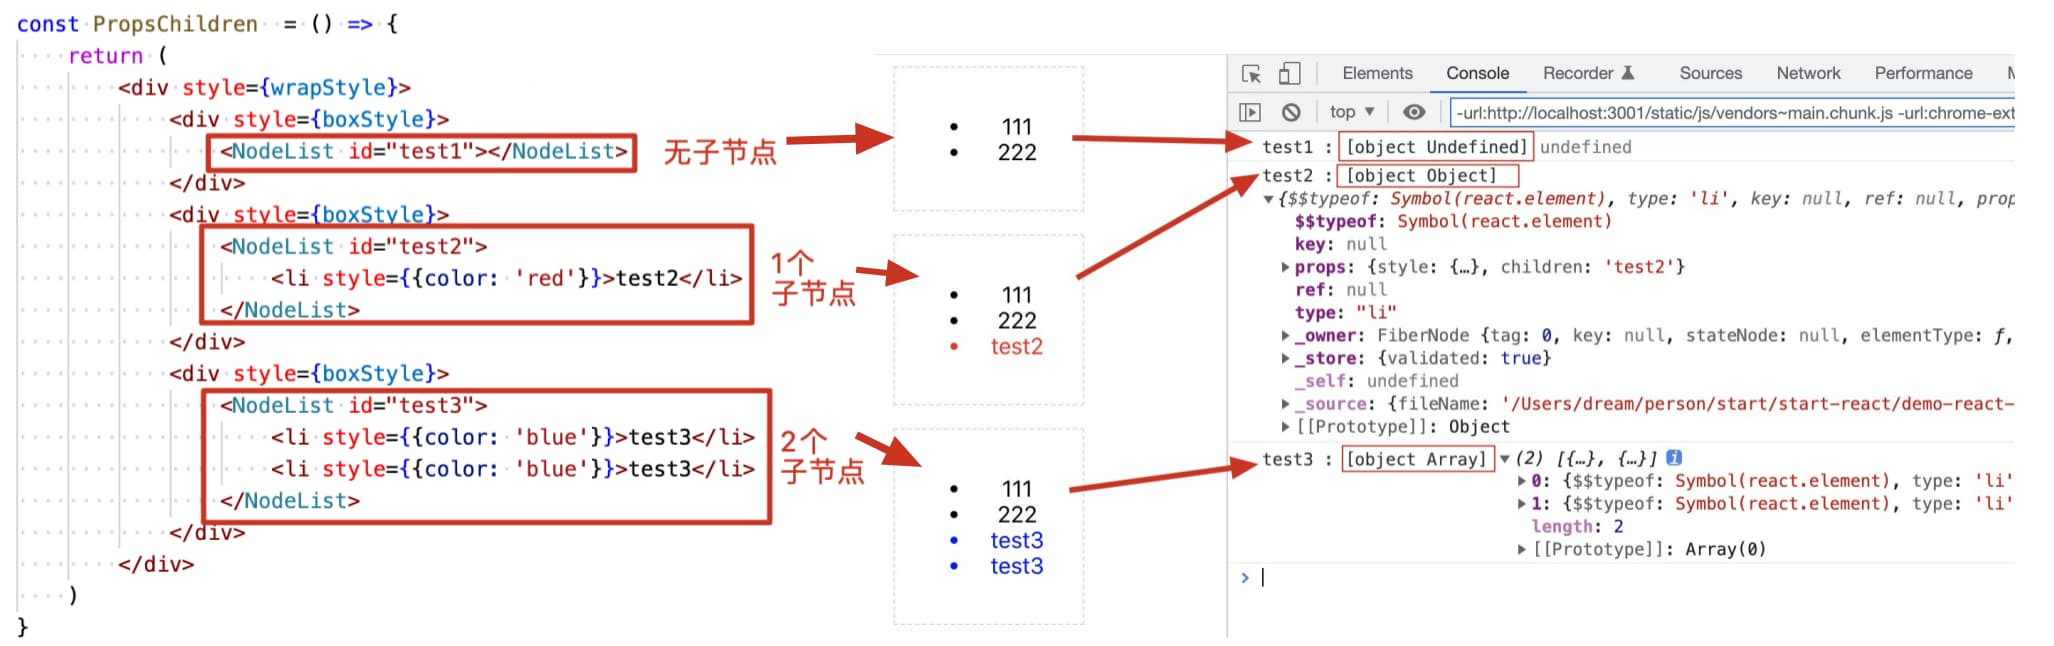 const PropsChildren = () => {
return (
<div style={wrapStyle}>
<div style={boxStyle}>
<NodeList id="test1"></NodeList>
</div>
<div style={boxStyle}>
<NodeList id="test2">
<li style={{color: 'red'}}>test2</li>
</NodeList>
</div>
<div style={boxStyle}>
<NodeList id="test3">
<li style={{color: 'blue'}}>test3</li>
<li style={{color: 'blue'}}>test3</li>
</NodeList>
</div>
</div>
)
}
无子节点
1个
子节点
2个
子节点
• 111
• 222
• 111
• 222
• test2
• 111
• 222
• test3
• test3
Elements Console Recorder Sources Network Performance
top ▼ -url:http://localhost:3001/static/js/vendors~main.chunk.js -url:chrome-ext
test1 : [object Undefined] undefined
test2 : [object Object]
▼{$$typeof: Symbol(react.element), type: 'li', key: null, ref: null, prop
$$typeof: Symbol(react.element)
key: null
▶props: {style: {…}, children: 'test2'}
ref: null
type: "li"
▶_owner: FiberNode {tag: 0, key: null, stateNode: null, elementType: ƒ,
▶_store: {validated: true}
_self: undefined
▶_source: {fileName: '/Users/dream/person/start/start-react/demo-react-
▶[[Prototype]]: Object
test3 : [object Array] ▼(2) [{…}, {…}] i
▶0: {$$typeof: Symbol(react.element), type: 'li'
▶1: {$$typeof: Symbol(react.element), type: 'li'
length: 2
▶[[Prototype]]: Array(0)
>